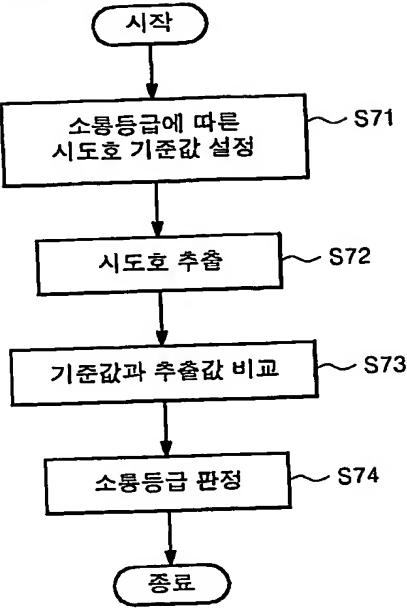 시작
소통등급에 따른
시도호 기준값 설정
S71
시도호 추출
S72
기준값과 추출값 비교
S73
소통등급 판정
S74
종료